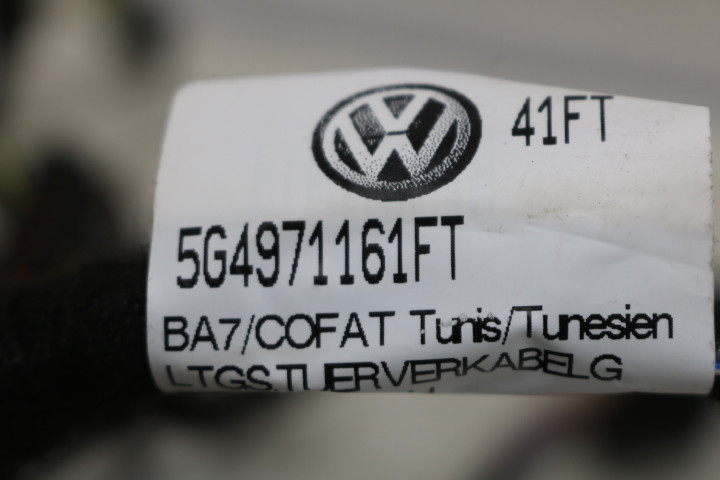 41FT
5G4971161FT
BA7/COFAT Tunis/Tunesien
LTGS.TUERVERKABELG